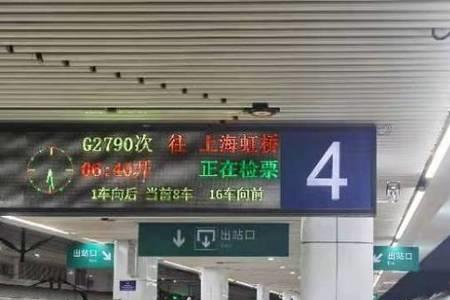 G2790次 往 上海虹桥
06:40开 正在检票
1车向后 当前8车 16车向前
4
出站口
出站口
出站口